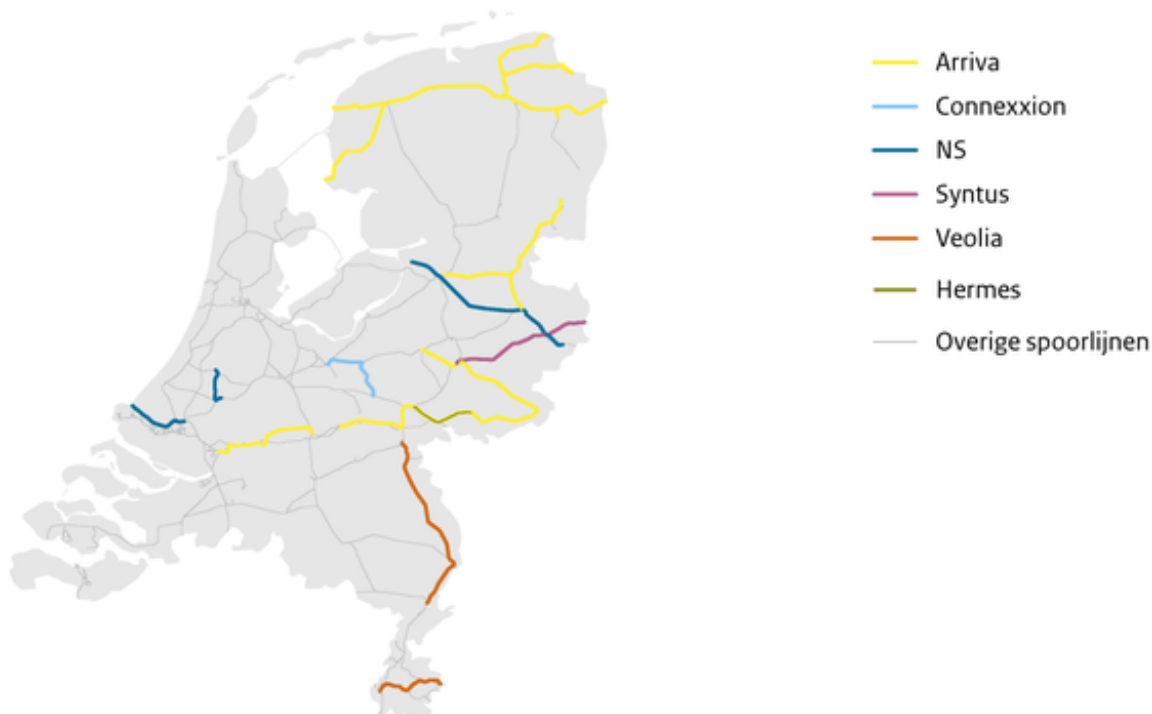 Arriva
Connexxion
NS
Syntus
Veolia
Hermes
Overige spoorlijnen